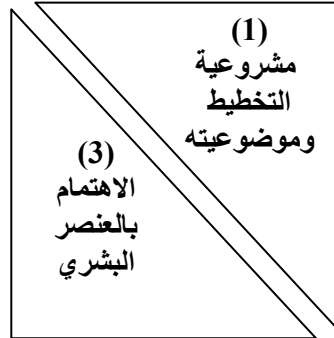 (1)
مشروعية
التخطيط
وموضوعيته
(3)
الاهتمام
بالعنصر
البشري